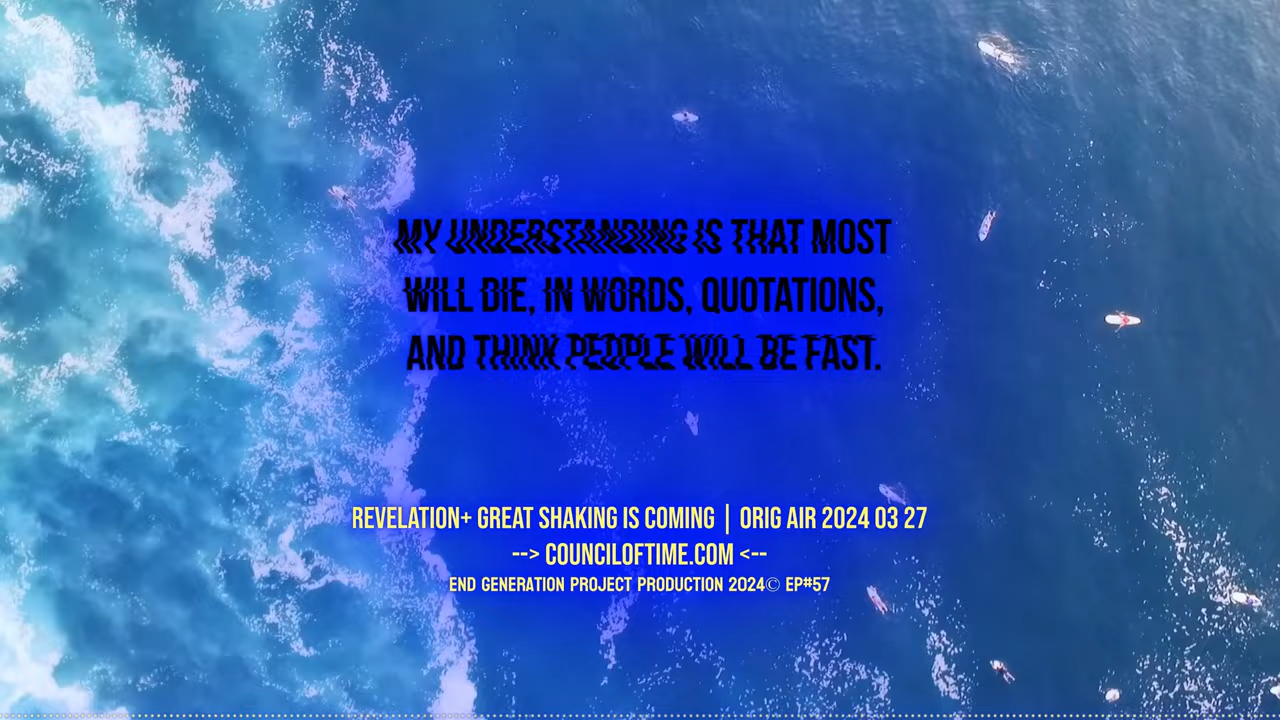 MY UNDERSTANDING IS THAT MOST
WILL DIE, IN WORDS, QUOTATIONS,
AND THINK PEOPLE WILL BE FAST.
REVELATION+ GREAT SHAKING IS COMING | ORIG AIR 2024 03 27
--> COUNCILOFTIME.COM <--
END GENERATION PROJECT PRODUCTION 2024© EP#57